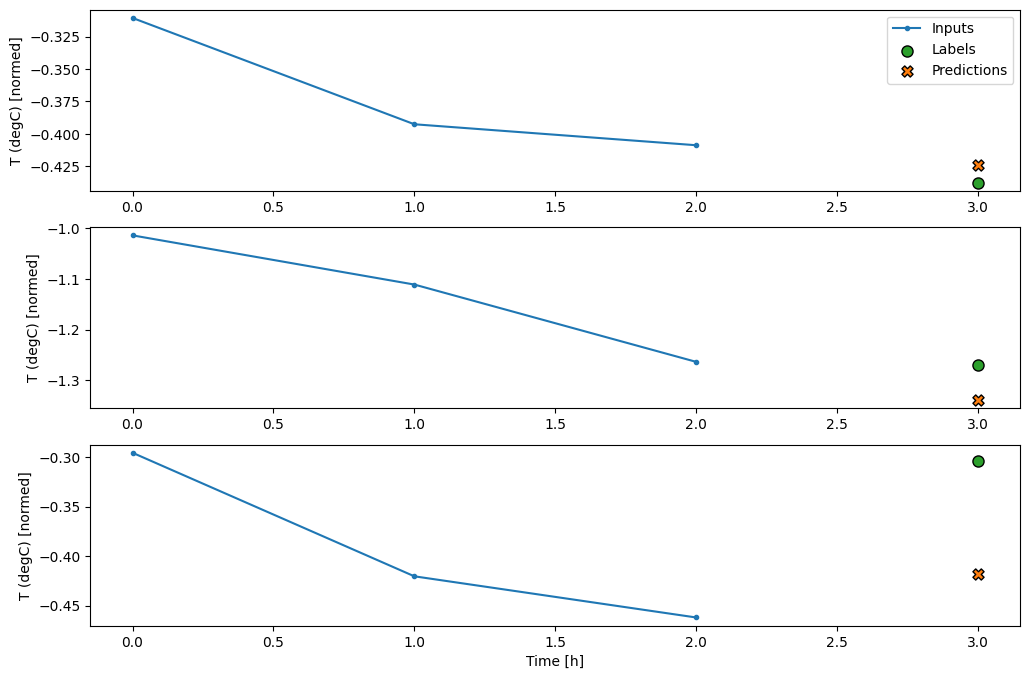 T (degC) [normed]
−0.325
−0.350
−0.375
−0.400
−0.425
Inputs
Labels
Predictions
0.0 0.5 1.0 1.5 2.0 2.5 3.0
T (degC) [normed]
−1.0
−1.1
−1.2
−1.3
0.0 0.5 1.0 1.5 2.0 2.5 3.0
T (degC) [normed]
−0.30
−0.35
−0.40
−0.45
0.0 0.5 1.0 1.5 2.0 2.5 3.0
Time [h]